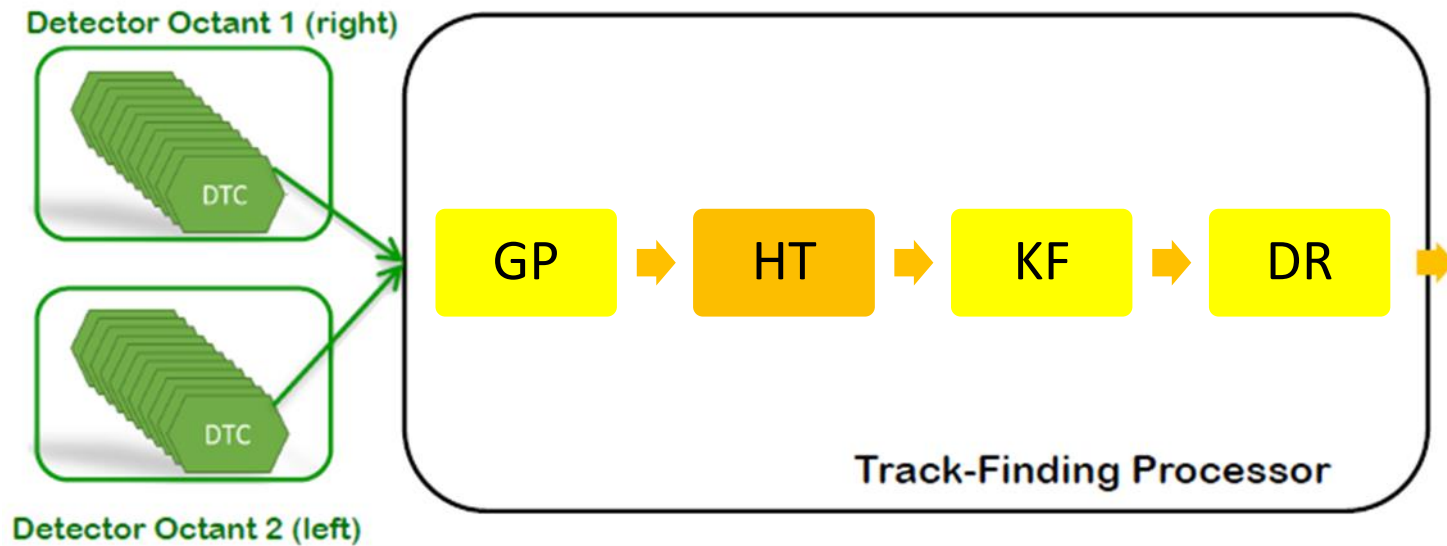 Detector Octant 1 (right)
DTC
DTC
Detector Octant 2 (left)
GP
HT
KF
DR
Track-Finding Processor